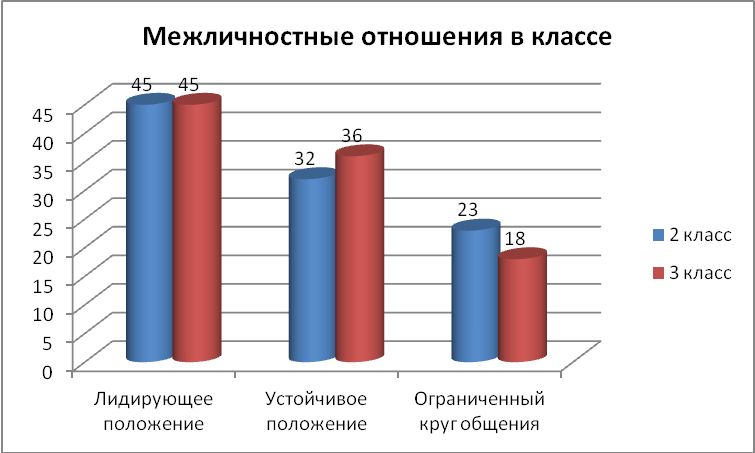 Межличностные отношения в классе
45
45
32
36
23
18
45
40
35
30
25
20
15
10
5
0
Лидирующее
положение
Устойчивое
положение
Ограниченный
круг общения
2 класс
3 класс